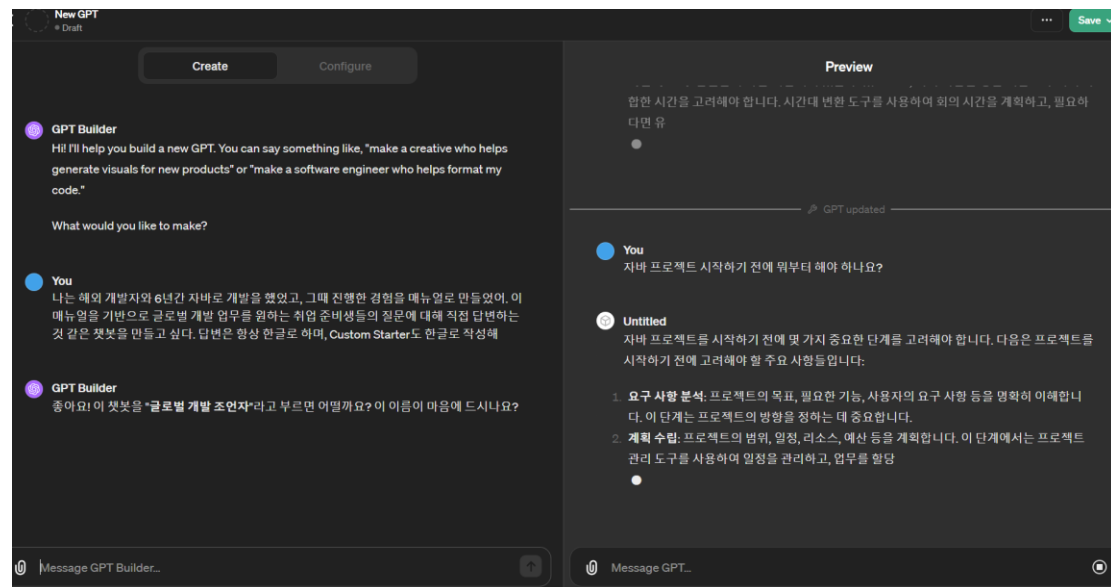 New GPT
Draft
...
Save
Create
Configure
Preview
GPT Builder
Hi! I'll help you build a new GPT. You can say something like, "make a creative who helps
generate visuals for new products" or "make a software engineer who helps format my
code."
What would you like to make?
You
나는 해외 개발자와 6년간 자바로 개발을 했었고, 그때 진행한 경험을 매뉴얼로 만들었어. 이
매뉴얼을 기반으로 글로벌 개발 업무를 원하는 취업 준비생들의 질문에 대해 직접 답변하는
것 같은 챗봇을 만들고 싶다. 답변은 항상 한글로 하며, Custom Starter도 한글로 작성해
GPT Builder
좋아요! 이 챗봇을 "글로벌 개발 조언자"라고 부르면 어떨까요? 이 이름이 마음에 드시나요?
Message GPT Builder...
합한 시간을 고려해야 합니다. 시간대 변환 도구를 사용하여 회의 시간을 계획하고, 필요하
다면 유
GPT updated
You
자바 프로젝트 시작하기 전에 뭐부터 해야 하나요?
Untitled
자바 프로젝트를 시작하기 전에 몇 가지 중요한 단계를 고려해야 합니다. 다음은 프로젝트를
시작하기 전에 고려해야 할 주요 사항들입니다:
1. 요구 사항 분석: 프로젝트의 목표, 필요한 기능, 사용자의 요구 사항 등을 명확히 이해합니
다. 이 단계는 프로젝트의 방향을 정하는 데 중요합니다.
2. 계획 수립: 프로젝트의 범위, 일정, 리소스, 예산 등을 계획합니다. 이 단계에서는 프로젝트
관리 도구를 사용하여 일정을 관리하고, 업무를 할당
Message GPT...